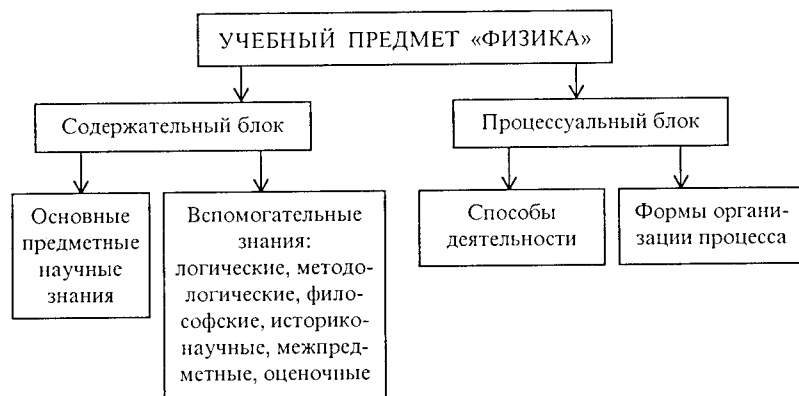 УЧЕБНЫЙ ПРЕДМЕТ «ФИЗИКА»
Содержательный блок
Процессуальный блок
Основные
предметные
научные
знания
Вспомогательные
знания:
логические, методо-
логические, фило-
софские, историко-
научные, межпред-
метные, оценочные
Способы
деятельности
Формы органи-
зации процесса